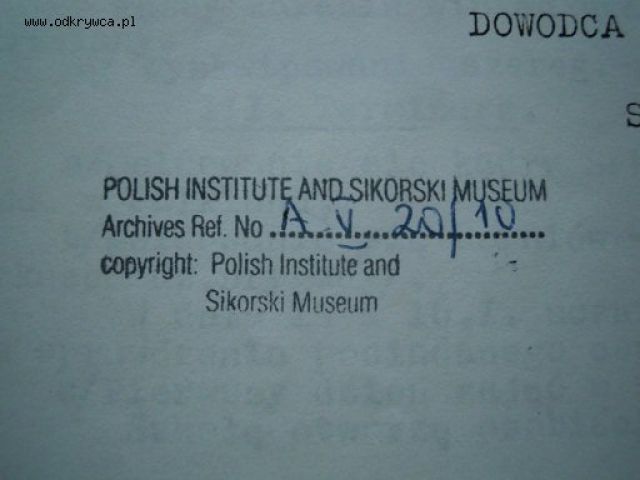 www.odkrywca.pl
DOWODCA
S
POLISH INSTITUTE AND SIKORSKI MUSEUM
Archives Ref. No A V 20/10
copyright: Polish Institute and
Sikorski Museum